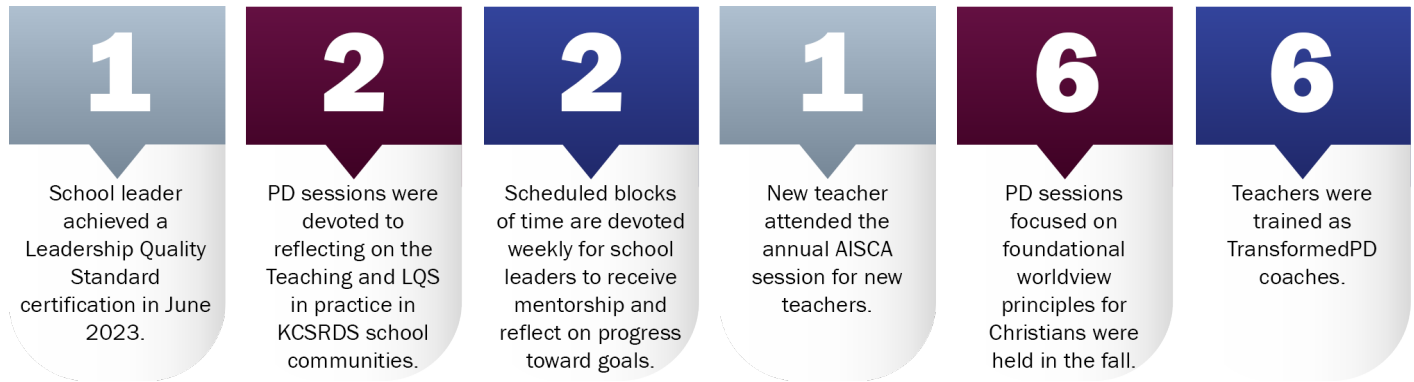 1
School leader
achieved a
Leadership Quality
Standard
certification in June
2023.
2
PD sessions were
devoted to
reflecting on the
Teaching and LQS
in practice in
KCSRDS school
communities.
2
Scheduled blocks
of time are devoted
weekly for school
leaders to receive
mentorship and
reflect on progress
toward goals.
1
New teacher
attended the
annual AISCA
session for new
teachers.
6
PD sessions
focused on
foundational
worldview
principles for
Christians were
held in the fall.
6
Teachers were
trained as
TransformedPD
coaches.